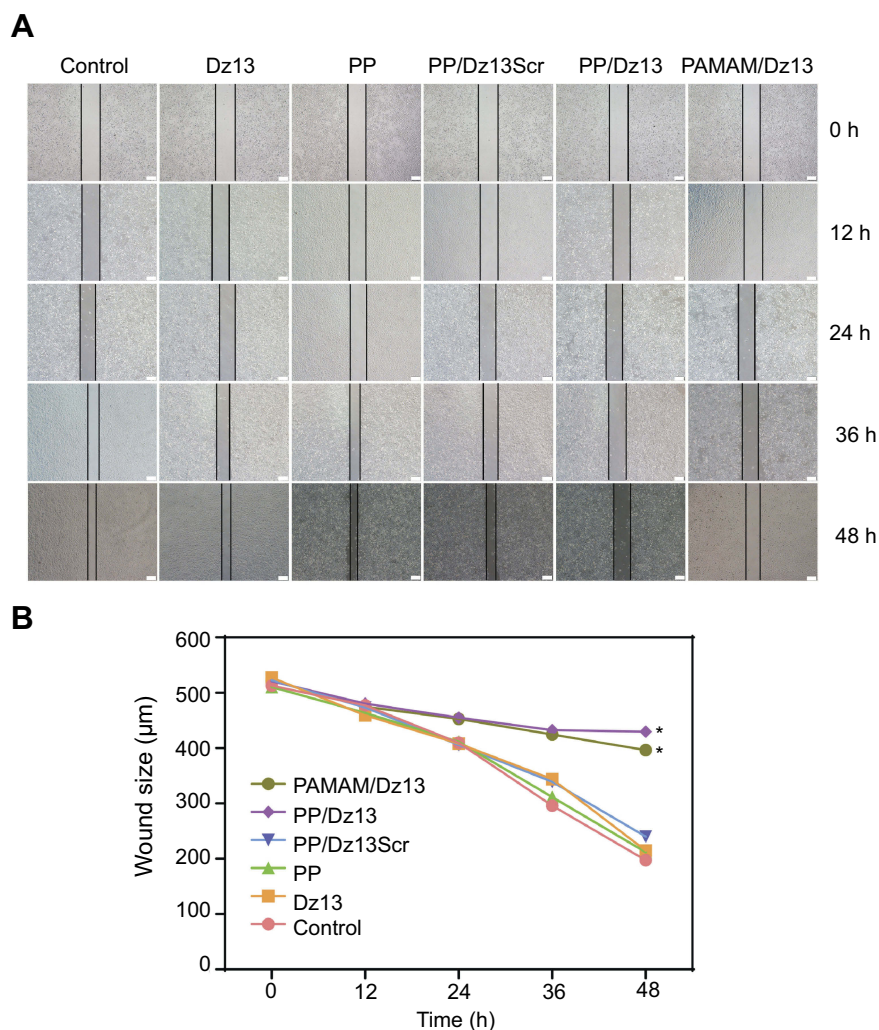 A
Control Dz13 PP PP/Dz13Scr PP/Dz13 PAMAM/Dz13
0 h
12 h
24 h
36 h
48 h
B
600
500
400
300
200
100
0
Wound size (µm)
PAMAM/Dz13
PP/Dz13
PP/Dz13Scr
PP
Dz13
Control
*
*
0 12 24 36 48
Time (h)